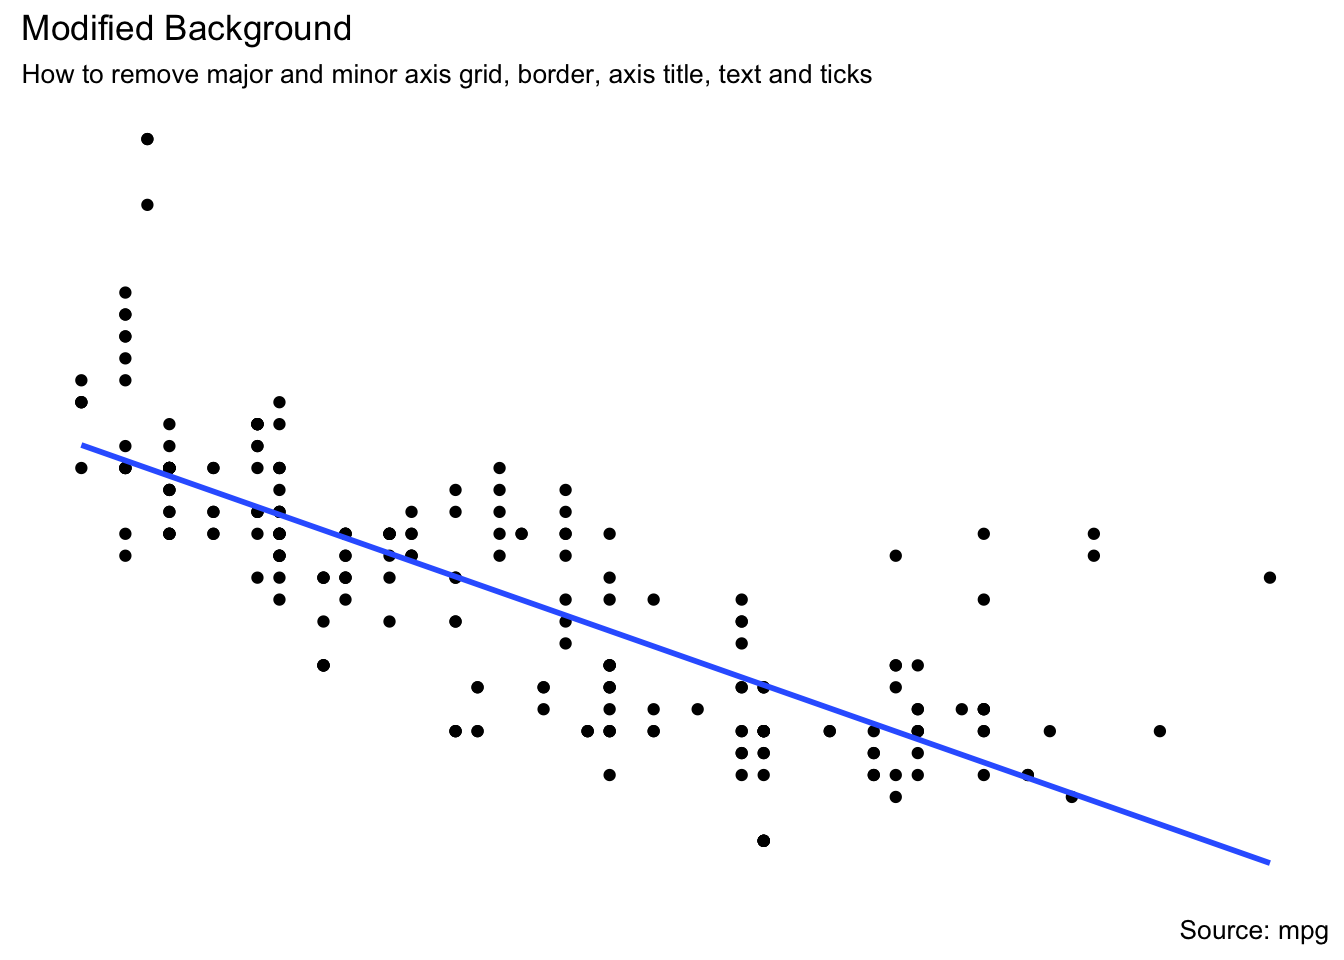 Modified Background
How to remove major and minor axis grid, border, axis title, text and ticks
Source: mpg